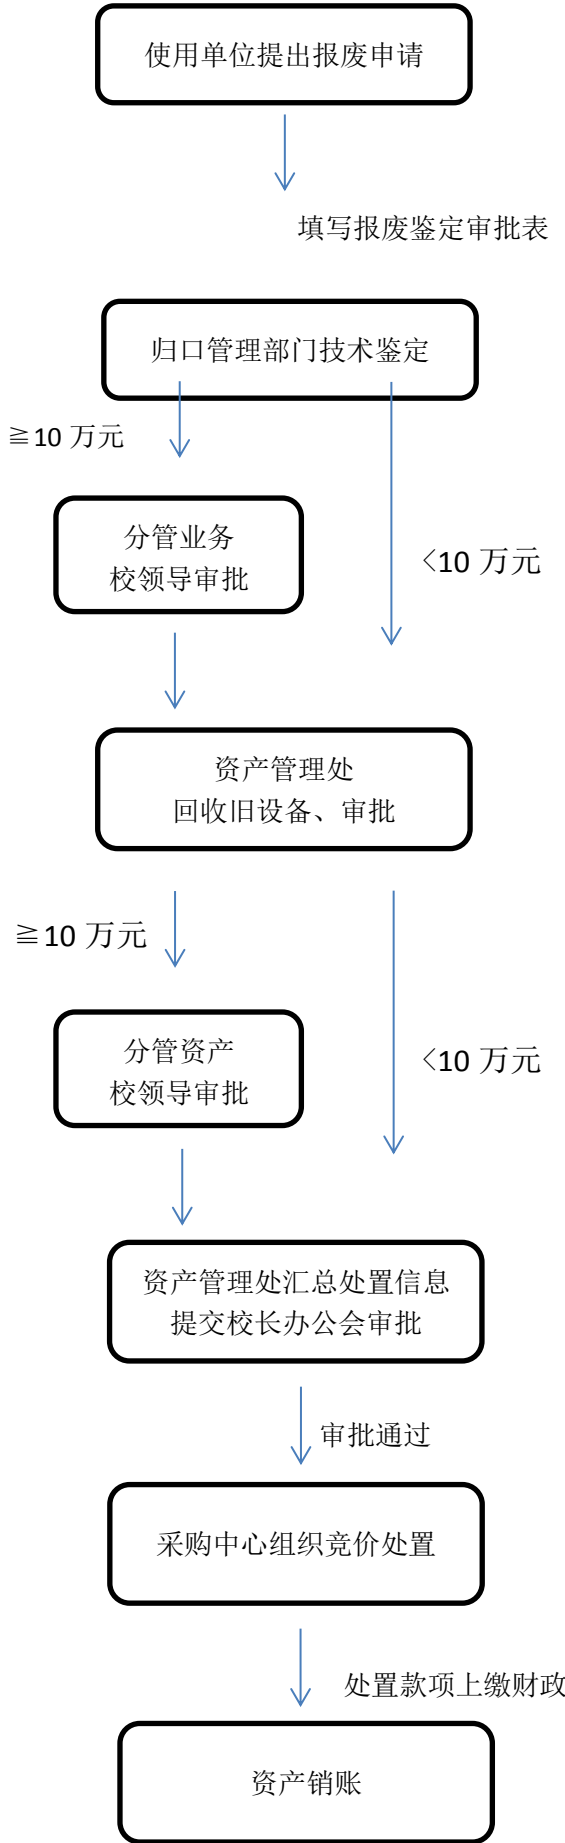 使用单位提出报废申请
填写报废鉴定审批表
归口管理部门技术鉴定
≧10 万元
分管业务
校领导审批
<10 万元
资产管理处
回收旧设备、审批
≧10 万元
分管资产
校领导审批
<10 万元
资产管理处汇总处置信息
提交校长办公会审批
审批通过
采购中心组织竞价处置
处置款项上缴财政
资产销账